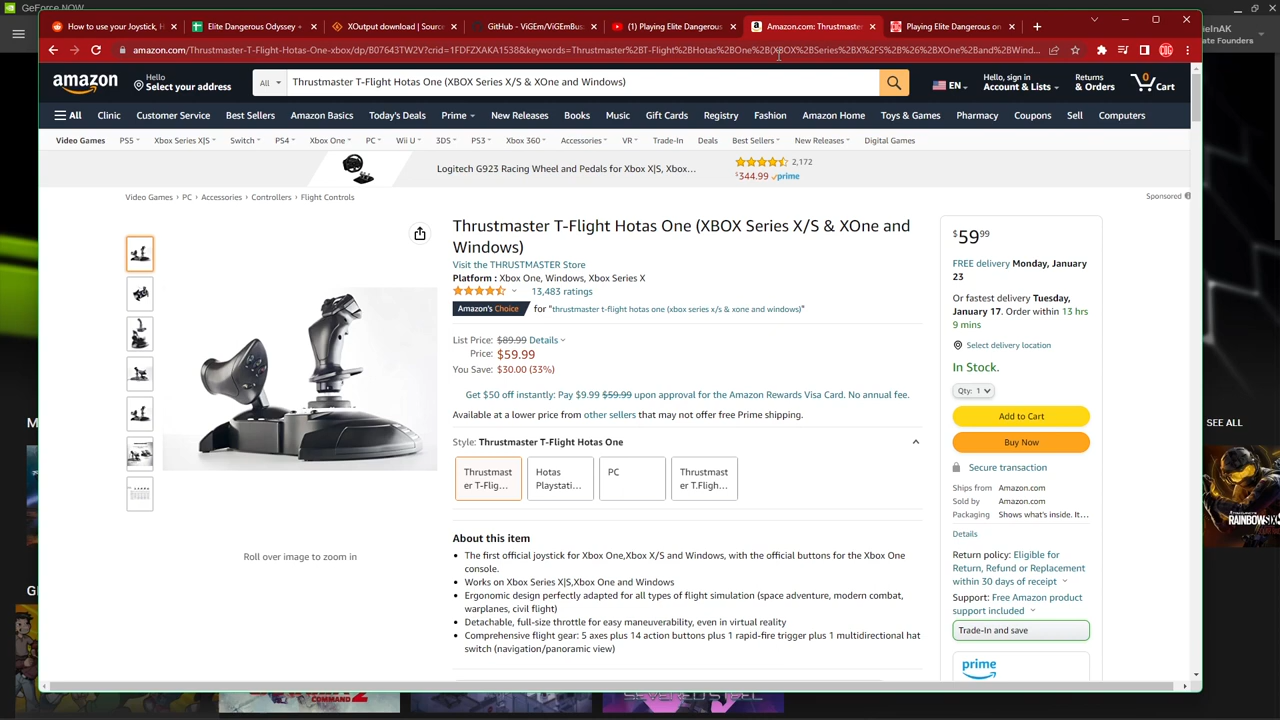 GeForce NOW
How to use your Joystick, H
Elite Dangerous Odyssey +
XOutput download | Source
GitHub - ViGEm/ViGEmBus
(1) Playing Elite Dangerous
Amazon.com: Thrustmaster
Playing Elite Dangerous on
amazon.com/Thrustmaster-T-Flight-Hotas-One-xbox/dp/B07643TW2V?crid=1FDFZXAKA1538&keywords=Thrustmaster%2BT-Flight%2BHotas%2BOne%2B(XBOX%2BSeries%2BX%2FS%2B%26%2BXOne%2Band%2BWind...
amazon
Hello
Select your address
All
Thrustmaster T-Flight Hotas One (XBOX Series X/S & XOne and Windows)
EN
Hello, sign in
Account & Lists
Returns
& Orders
0
Cart
All Clinic Customer Service Best Sellers Amazon Basics Today's Deals Prime New Releases Books Music Gift Cards Registry Fashion Amazon Home Toys & Games Pharmacy Coupons Sell Computers
Video Games PS5 Xbox Series X|S Switch PS4 Xbox One PC Wii U 3DS PS3 Xbox 360 Accessories VR Trade-In Deals Best Sellers New Releases Digital Games
Logitech G923 Racing Wheel and Pedals for Xbox X|S, Xbox...
2,172
$344.99 prime
Video Games › PC › Accessories › Controllers › Flight Controls
Sponsored
Thrustmaster T-Flight Hotas One (XBOX Series X/S & XOne and
Windows)
Visit the THRUSTMASTER Store
Platform : Xbox One, Windows, Xbox Series X
13,483 ratings
Amazon's Choice for "thrustmaster t-flight hotas one (xbox series x/s & xone and windows)"
List Price: $89.99 Details
Price: $59.99
You Save: $30.00 (33%)
Get $50 off instantly: Pay $9.99 $59.99 upon approval for the Amazon Rewards Visa Card. No annual fee.
Available at a lower price from other sellers that may not offer free Prime shipping.
Style: Thrustmaster T-Flight Hotas One
Thrustmast
er T-Flig...
Hotas
Playstati...
PC
Thrustmast
er T.Fligh...
About this item
• The first official joystick for Xbox One,Xbox X/S and Windows, with the official buttons for the Xbox One
console.
• Works on Xbox Series X|S,Xbox One and Windows
• Ergonomic design perfectly adapted for all types of flight simulation (space adventure, modern combat,
warplanes, civil flight)
• Detachable, full-size throttle for easy maneuverability, even in virtual reality
• Comprehensive flight gear: 5 axes plus 14 action buttons plus 1 rapid-fire trigger plus 1 multidirectional hat
switch (navigation/panoramic view)
Roll over image to zoom in
$59 99
FREE delivery Monday, January
23
Or fastest delivery Tuesday,
January 17. Order within 13 hrs
9 mins
Select delivery location
In Stock.
Qty: 1
Add to Cart
Buy Now
Secure transaction
Ships from Amazon.com
Sold by Amazon.com
Packaging Shows what's inside. It...
Details
Return policy: Eligible for
Return, Refund or Replacement
within 30 days of receipt
Support: Free Amazon product
support included
Trade-In and save
prime
SEE ALL
RAINBOWSIX
COMMAND